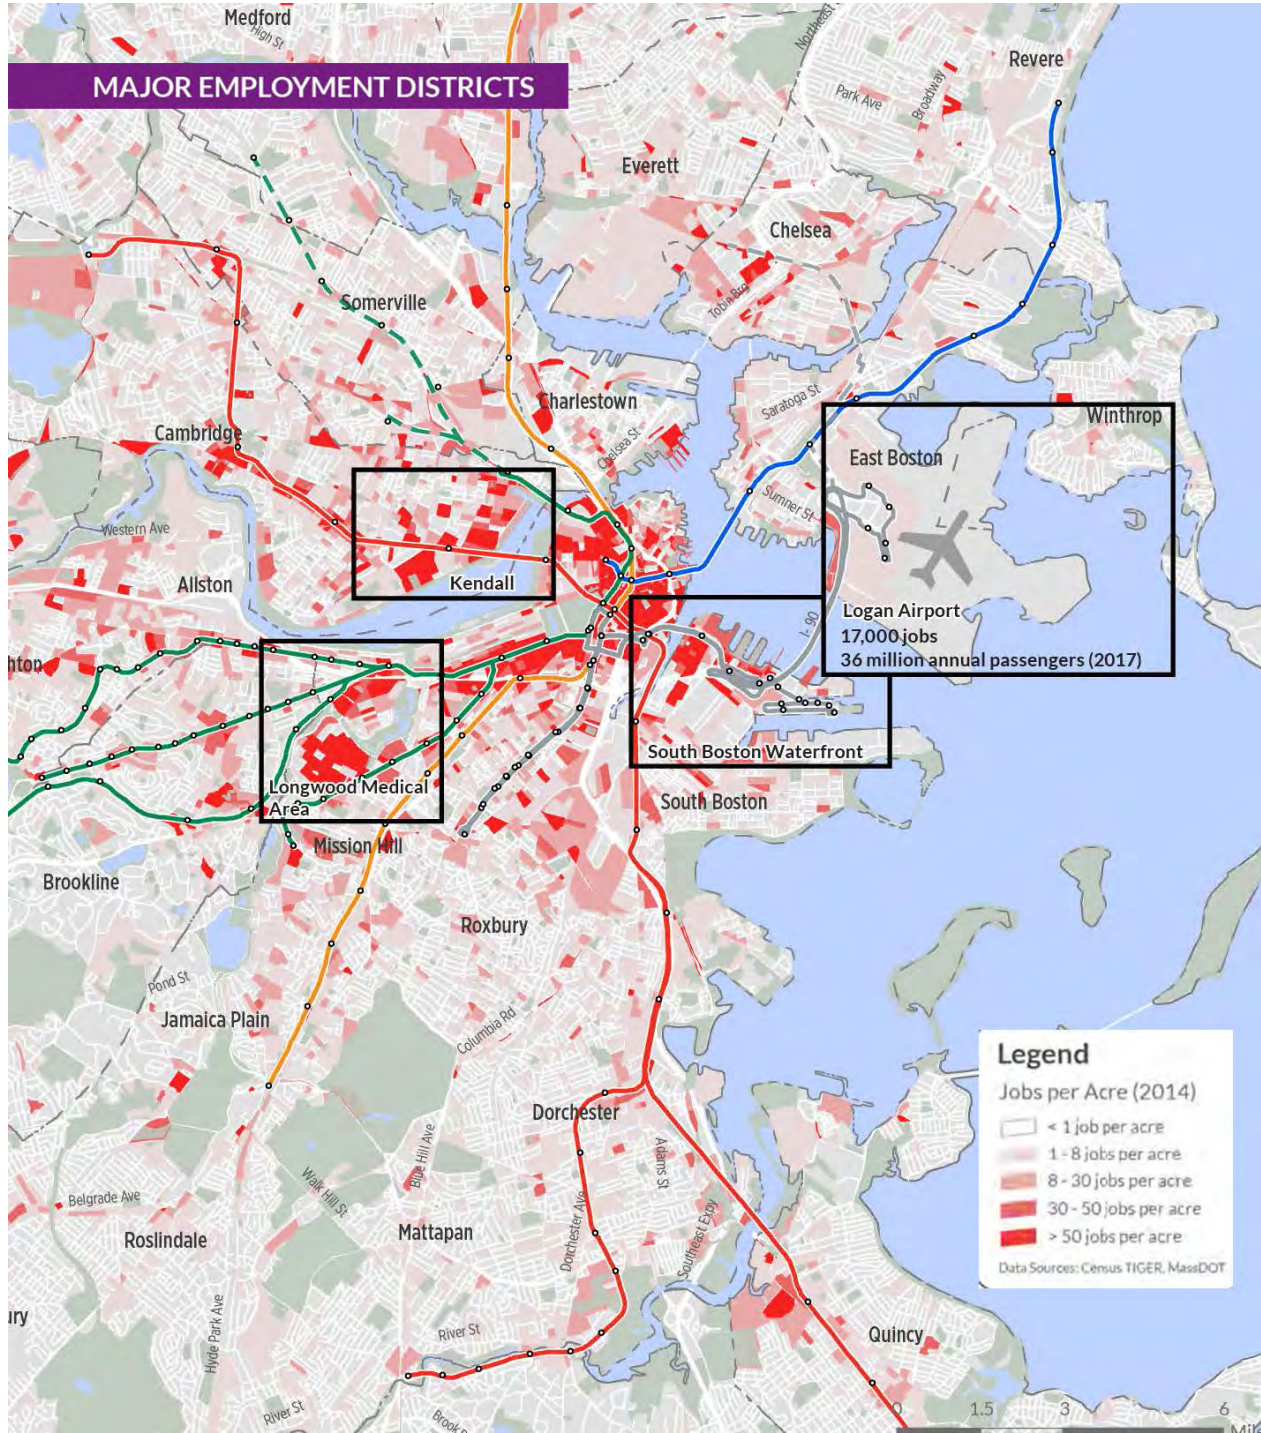 Medford
High St
Northeast
Revere
MAJOR EMPLOYMENT DISTRICTS
Park Ave
Broadway
Everett
Chelsea
Somerville
Tobin Brg
Charlestown
Saratoga St
Winthrop
Cambridge
Chelsea St
East Boston
Sumner St
Western Ave
Kendall
Allston
Logan Airport
17,000 jobs
36 million annual passengers (2017)
I- 90
hton
South Boston Waterfront
Longwood Medical
Area
South Boston
Mission Hill
Brookline
Roxbury
Pond St
Jamaica Plain
Columbia Rd
Legend
Jobs per Acre (2014)
< 1 job per acre
1 - 8 jobs per acre
8 - 30 jobs per acre
30 - 50 jobs per acre
> 50 jobs per acre
Data Sources: Census TIGER, MassDOT
Dorchester
Blue Hill Ave
Adams St
Walk Hill St
Belgrade Ave
Dorchester Ave
Southeast Expy
Roslindale
Mattapan
ury
Hyde Park Ave
River St
Quincy
River St
Brook
0 1.5 3 6
Mile